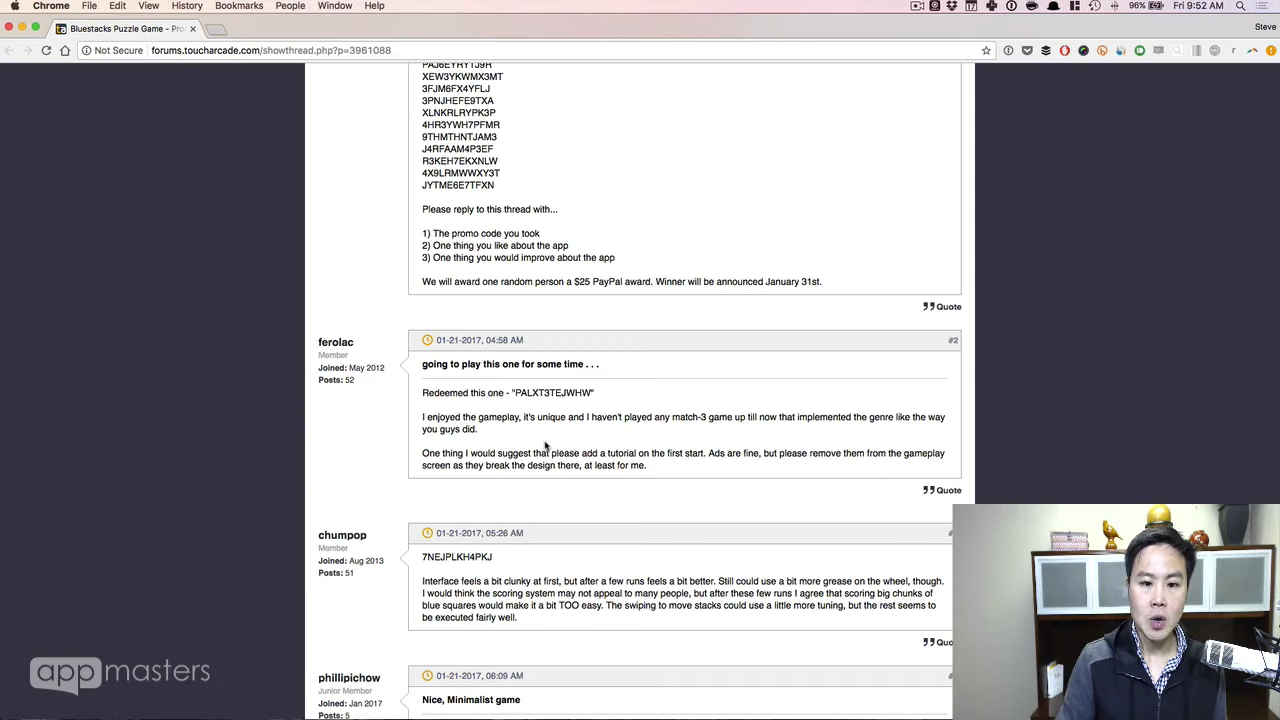 Chrome File Edit View History Bookmarks People Window Help 96% Fri 9:52 AM
Bluestacks Puzzle Game - Pro Steve
Not Secure forums.toucharcade.com/showthread.php?p=3961088
XEW3YKWMX3MT
3FJM6FX4YFLJ
3PNJHEFE9TXA
XLNKRLRYPK3P
4HR3YWH7PFMR
9THMTHNTJAM3
J4RFAAM4P3EF
R3KEH7EKXNLW
4X9LRMWWXY3T
JYTME6E7TFXN
Please reply to this thread with...
1) The promo code you took
2) One thing you like about the app
3) One thing you would improve about the app
We will award one random person a $25 PayPal award. Winner will be announced January 31st.
Quote
ferolac
Member
Joined: May 2012
Posts: 52
01-21-2017, 04:58 AM #2
going to play this one for some time . . .
Redeemed this one - "PALXT3TEJWHW"
I enjoyed the gameplay, it's unique and I haven't played any match-3 game up till now that implemented the genre like the way
you guys did.
One thing I would suggest that please add a tutorial on the first start. Ads are fine, but please remove them from the gameplay
screen as they break the design there, at least for me.
Quote
chumpop
Member
Joined: Aug 2013
Posts: 51
01-21-2017, 05:26 AM #
7NEJPLKH4PKJ
Interface feels a bit clunky at first, but after a few runs feels a bit better. Still could use a bit more grease on the wheel, though.
I would think the scoring system may not appeal to many people, but after these few runs I agree that scoring big chunks of
blue squares would make it a bit TOO easy. The swiping to move stacks could use a little more tuning, but the rest seems to
be executed fairly well.
Quo
phillipichow
Junior Member
Joined: Jan 2017
Posts: 5
01-21-2017, 06:09 AM #
Nice, Minimalist game
app masters